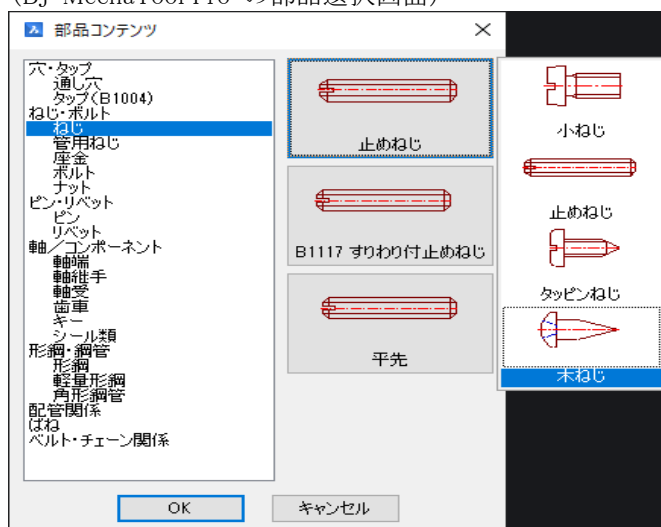 (BJ MechaToolPro の部品選択画面)
部品コンテンツ
穴・タップ
通し穴
タップ(B1004)
ねじ・ボルト
ねじ
管用ねじ
座金
ボルト
ナット
ピン・リベット
ピン
リベット
軸／コンポーネント
軸端
軸継手
軸受
歯車
キー
シール類
形鋼・鋼管
形鋼
軽量形鋼
角形鋼管
配管関係
ばね
ベルト・チェーン関係
止めねじ
B1117 すりわり付止めねじ
平先
小ねじ
止めねじ
タッピンねじ
木ねじ
OK
キャンセル